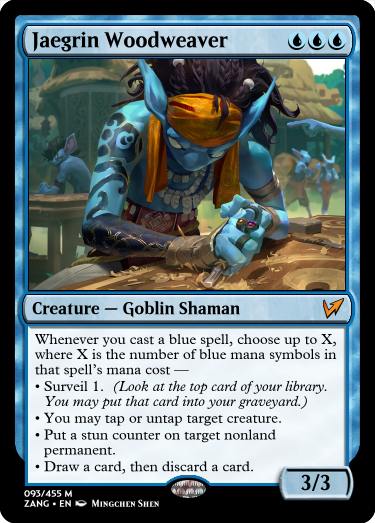 Jaegrin Woodweaver
Creature — Goblin Shaman
Whenever you cast a blue spell, choose up to X,
where X is the number of blue mana symbols in
that spell's mana cost —
• Surveil 1. (Look at the top card of your library.
You may put that card into your graveyard.)
• You may tap or untap target creature.
• Put a stun counter on target nonland
permanent.
• Draw a card, then discard a card.
3/3
093/455 M
ZANG • EN Mingchen Shen